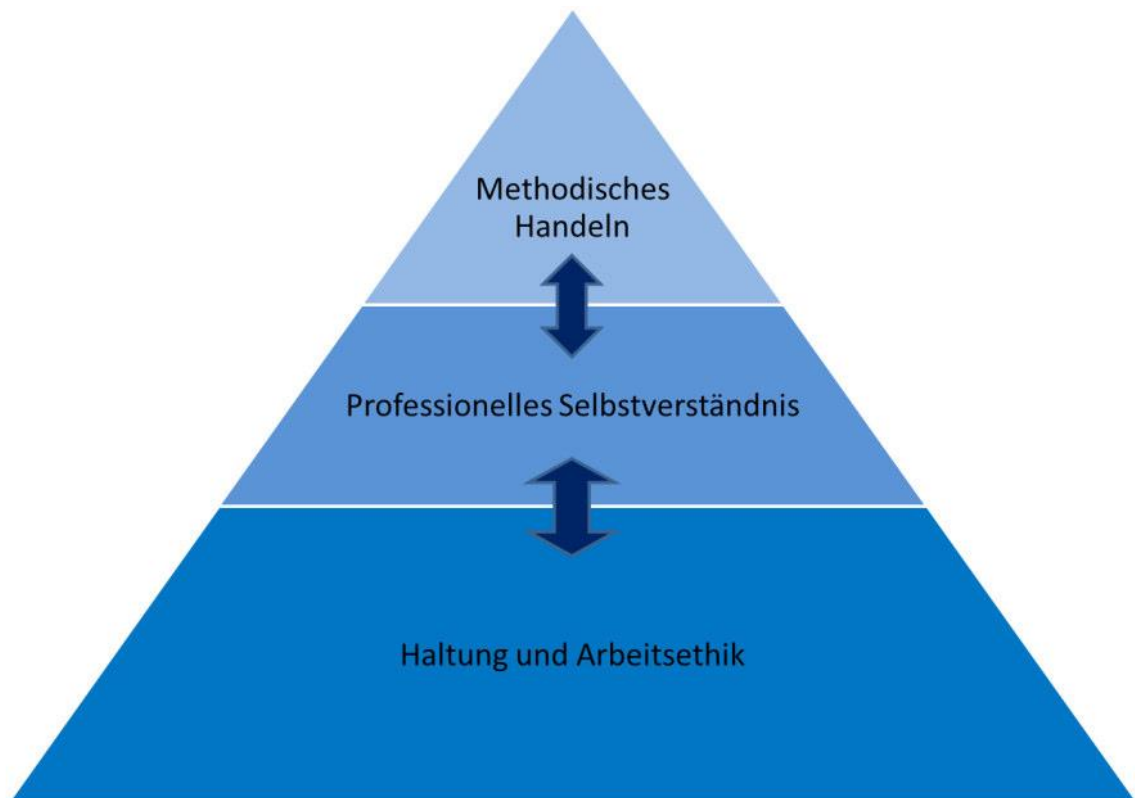 Methodisches
Handeln
Professionelles Selbstverständnis
Haltung und Arbeitsethik